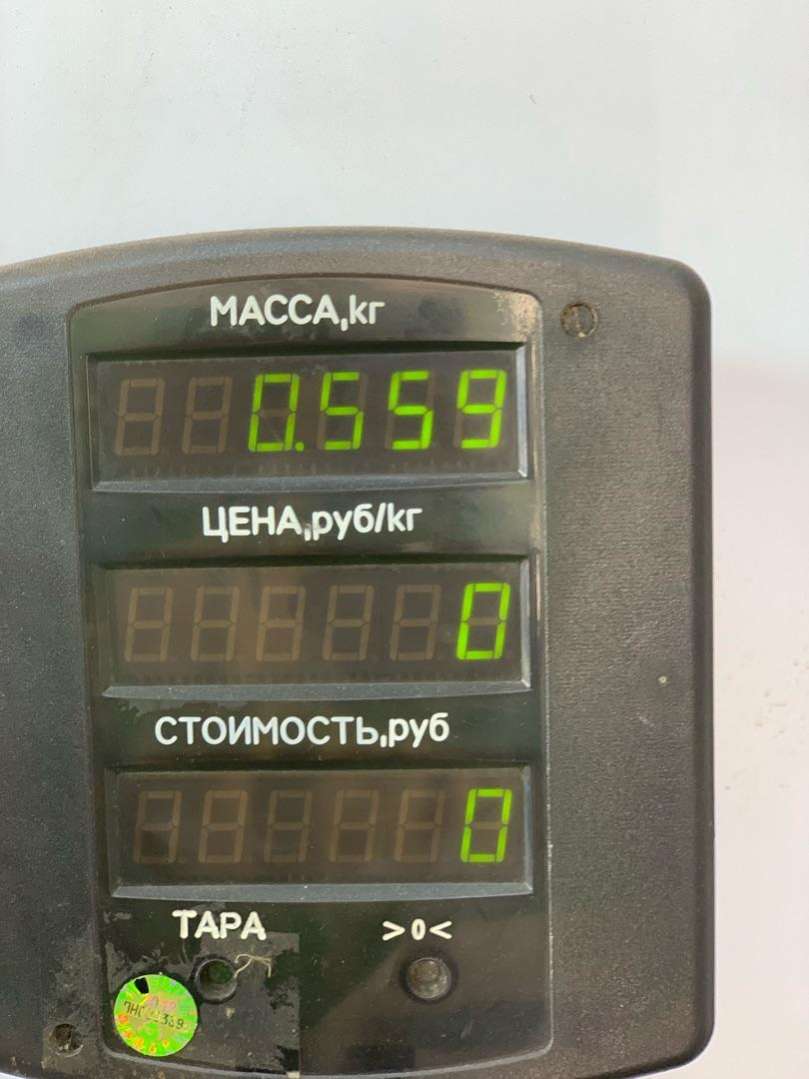 МАССА,кг
0.559
ЦЕНА,руб/кг
0
СТОИМОСТЬ,руб
0
ТАРА >0<